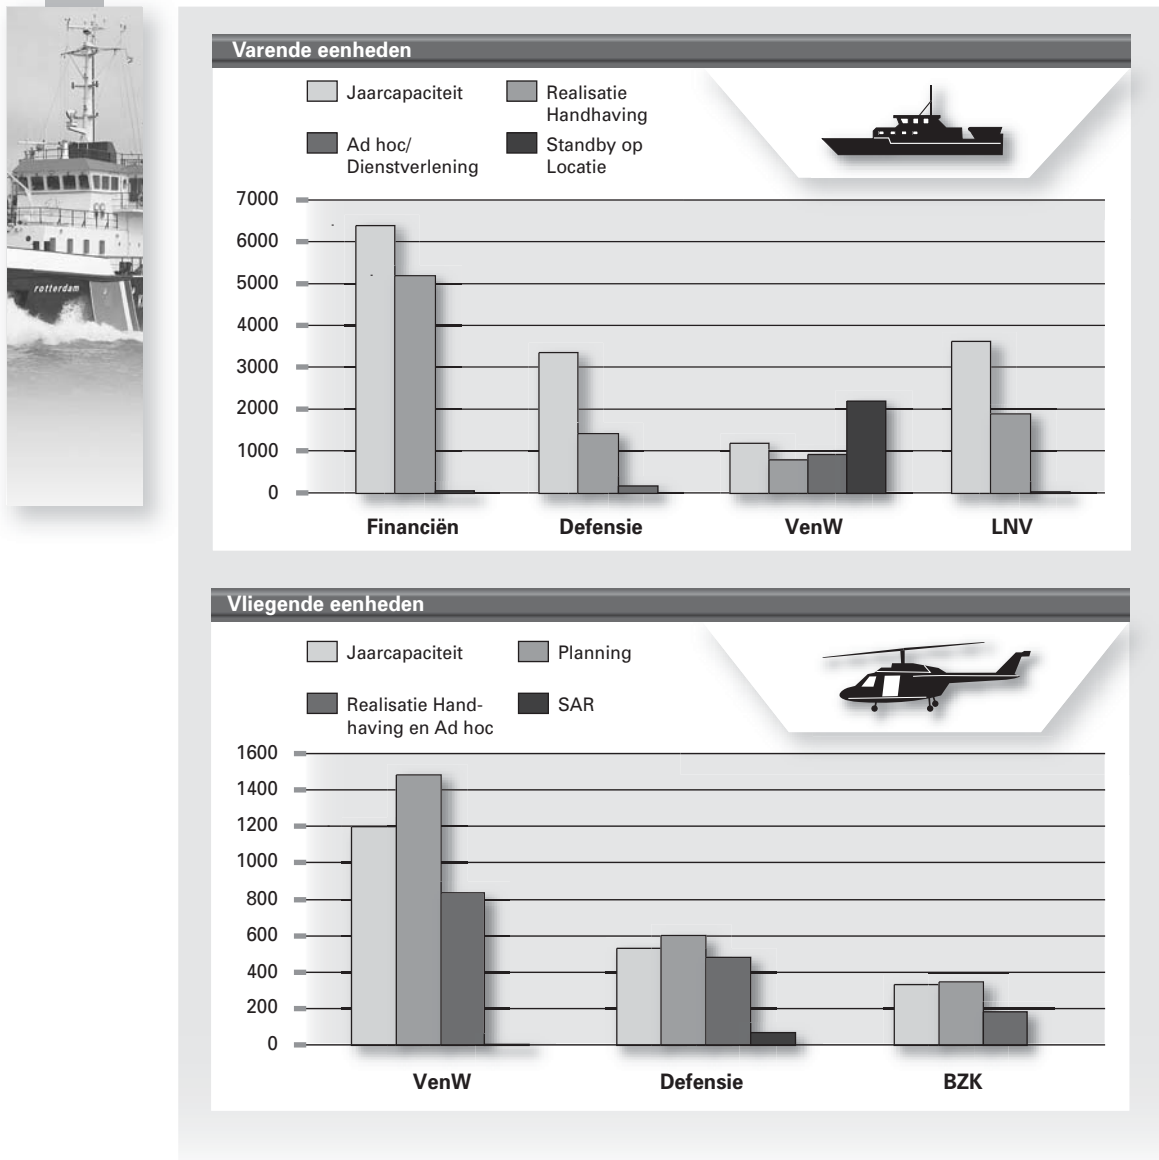 rotterdam
Varende eenheden
Jaarcapaciteit
Realisatie
Handhaving
Ad hoc/
Dienstverlening
Standby op
Locatie
7000
6000
5000
4000
3000
2000
1000
0
Financiën Defensie VenW LNV
Vliegende eenheden
Jaarcapaciteit
Planning
Realisatie Hand-
having en Ad hoc
SAR
1600
1400
1200
1000
800
600
400
200
0
VenW Defensie BZK